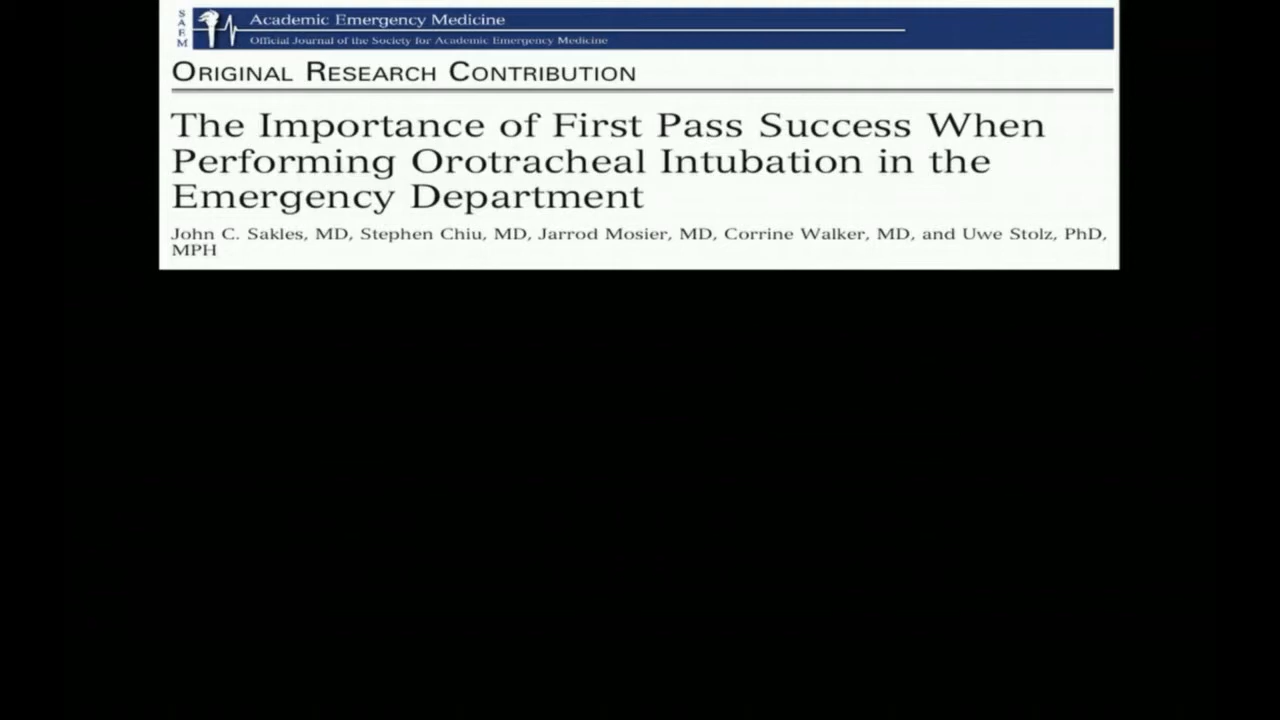 SAEM
Academic Emergency Medicine
Official Journal of the Society for Academic Emergency Medicine
ORIGINAL RESEARCH CONTRIBUTION
The Importance of First Pass Success When
Performing Orotracheal Intubation in the
Emergency Department
John C. Sakles, MD, Stephen Chiu, MD, Jarrod Mosier, MD, Corrine Walker, MD, and Uwe Stolz, PhD,
MPH